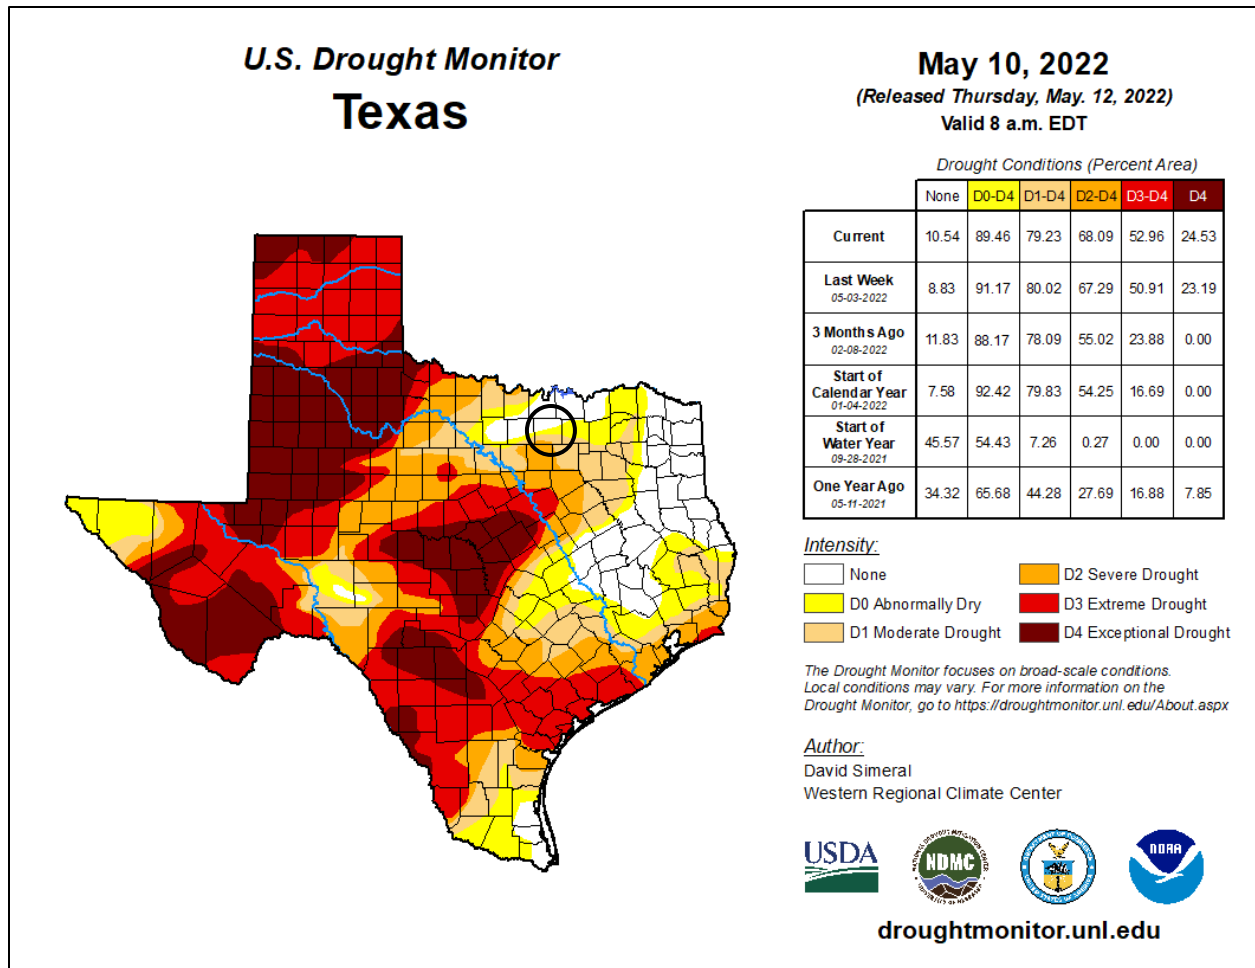 U.S. Drought Monitor
Texas
May 10, 2022
(Released Thursday, May. 12, 2022)
Valid 8 a.m. EDT
Drought Conditions (Percent Area)
None D0-D4 D1-D4 D2-D4 D3-D4 D4
Current 10.54 89.46 79.23 68.09 52.96 24.53
Last Week
05-03-2022 8.83 91.17 80.02 67.29 50.91 23.19
3 Months Ago
02-08-2022 11.83 88.17 78.09 55.02 23.88 0.00
Start of
Calendar Year
01-04-2022 7.58 92.42 79.83 54.25 16.69 0.00
Start of
Water Year
09-28-2021 45.57 54.43 7.26 0.27 0.00 0.00
One Year Ago
05-11-2021 34.32 65.68 44.28 27.69 16.88 7.85
Intensity:
None
D0 Abnormally Dry
D1 Moderate Drought
D2 Severe Drought
D3 Extreme Drought
D4 Exceptional Drought
The Drought Monitor focuses on broad-scale conditions.
Local conditions may vary. For more information on the
Drought Monitor, go to https://droughtmonitor.unl.edu/About.aspx
Author:
David Simeral
Western Regional Climate Center
USDA
NDMC
NOAA
droughtmonitor.unl.edu